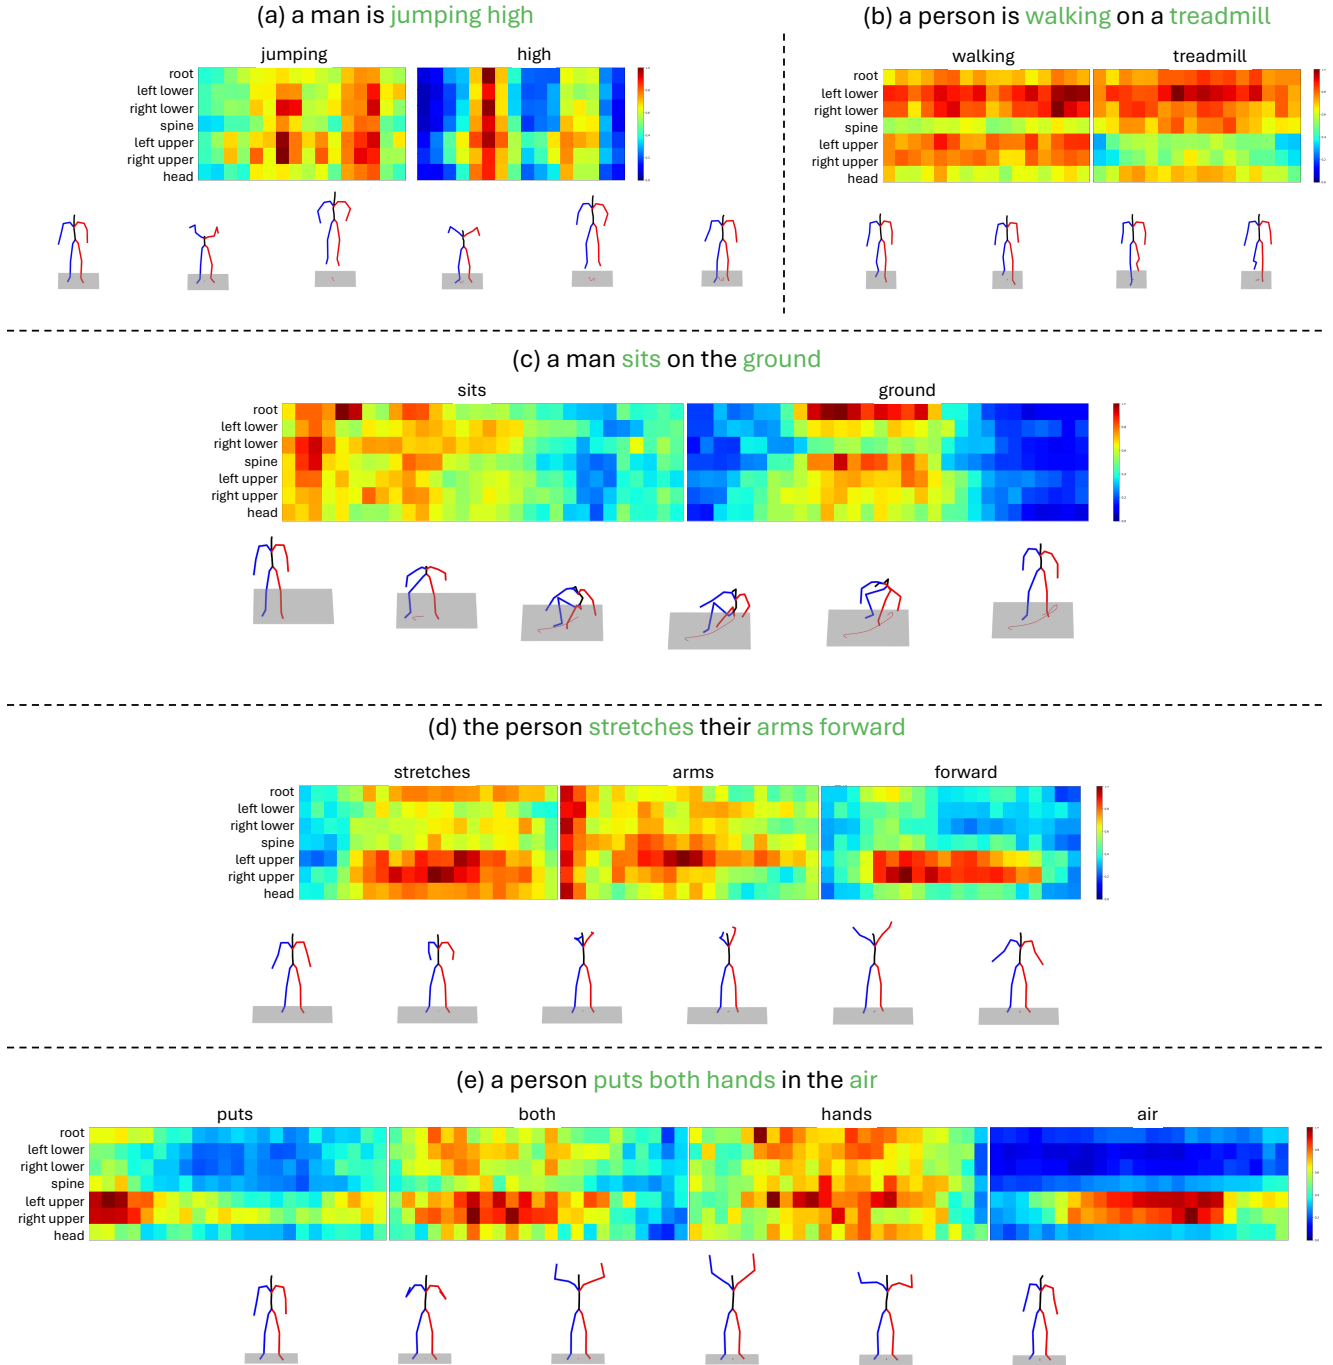 (a) a man is jumping high
jumping
high
root
left lower
right lower
spine
left upper
right upper
head
(b) a person is walking on a treadmill
walking
treadmill
root
left lower
right lower
spine
left upper
right upper
head
(c) a man sits on the ground
sits
ground
root
left lower
right lower
spine
left upper
right upper
head
(d) the person stretches their arms forward
stretches
arms
forward
root
left lower
right lower
spine
left upper
right upper
head
(e) a person puts both hands in the air
puts
both
hands
air
root
left lower
right lower
spine
left upper
right upper
head